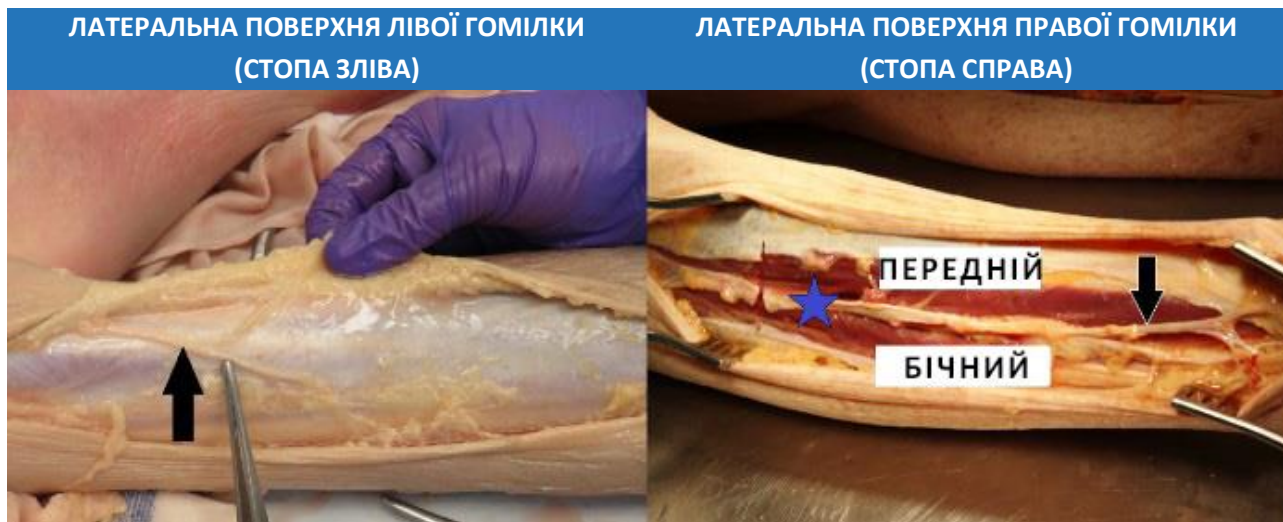 ЛАТЕРАЛЬНА ПОВЕРХНЯ ЛІВОЇ ГОМІЛКИ
(СТОПА ЗЛІВА)
ЛАТЕРАЛЬНА ПОВЕРХНЯ ПРАВОЇ ГОМІЛКИ
(СТОПА СПРАВА)
ПЕРЕДНІЙ
БІЧНИЙ